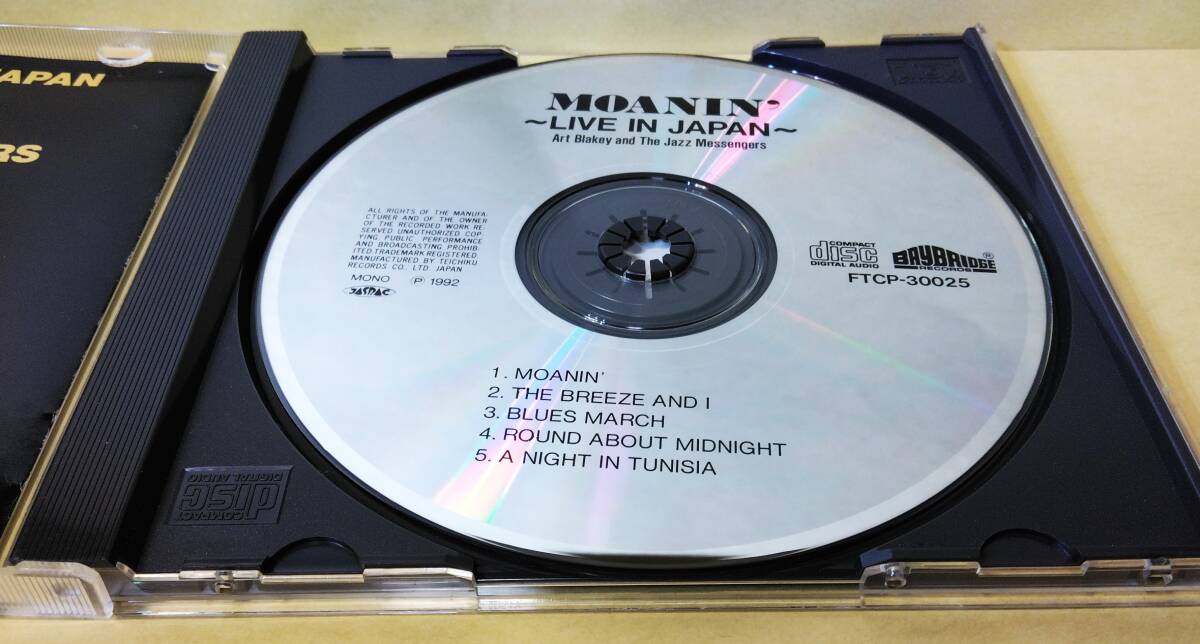 JAPAN
RS
MOANIN'
~LIVE IN JAPAN~
Art Blakey and The Jazz Messengers
ALL RIGHTS OF THE MANUFA-
CTURER AND OF THE OWNER
OF THE RECORDED WORK RE-
SERVED UNAUTHORIZED COP-
YING PUBLIC PERFORMANCE
AND BROADCASTING PROHIB-
ITED TRADEMARK REGISTERED
MANUFACTURED BY TEICHIKU
RECORDS CO. LTD. JAPAN
MONO Ⓟ 1992
JASRAC
COMPACT
disc
DIGITAL AUDIO
BAYBRIDGE ®
RECORDS
FTCP-30025
1. MOANIN'
2. THE BREEZE AND I
3. BLUES MARCH
4. ROUND ABOUT MIDNIGHT
5. A NIGHT IN TUNISIA
COMPACT
disc
DIGITAL AUDIO